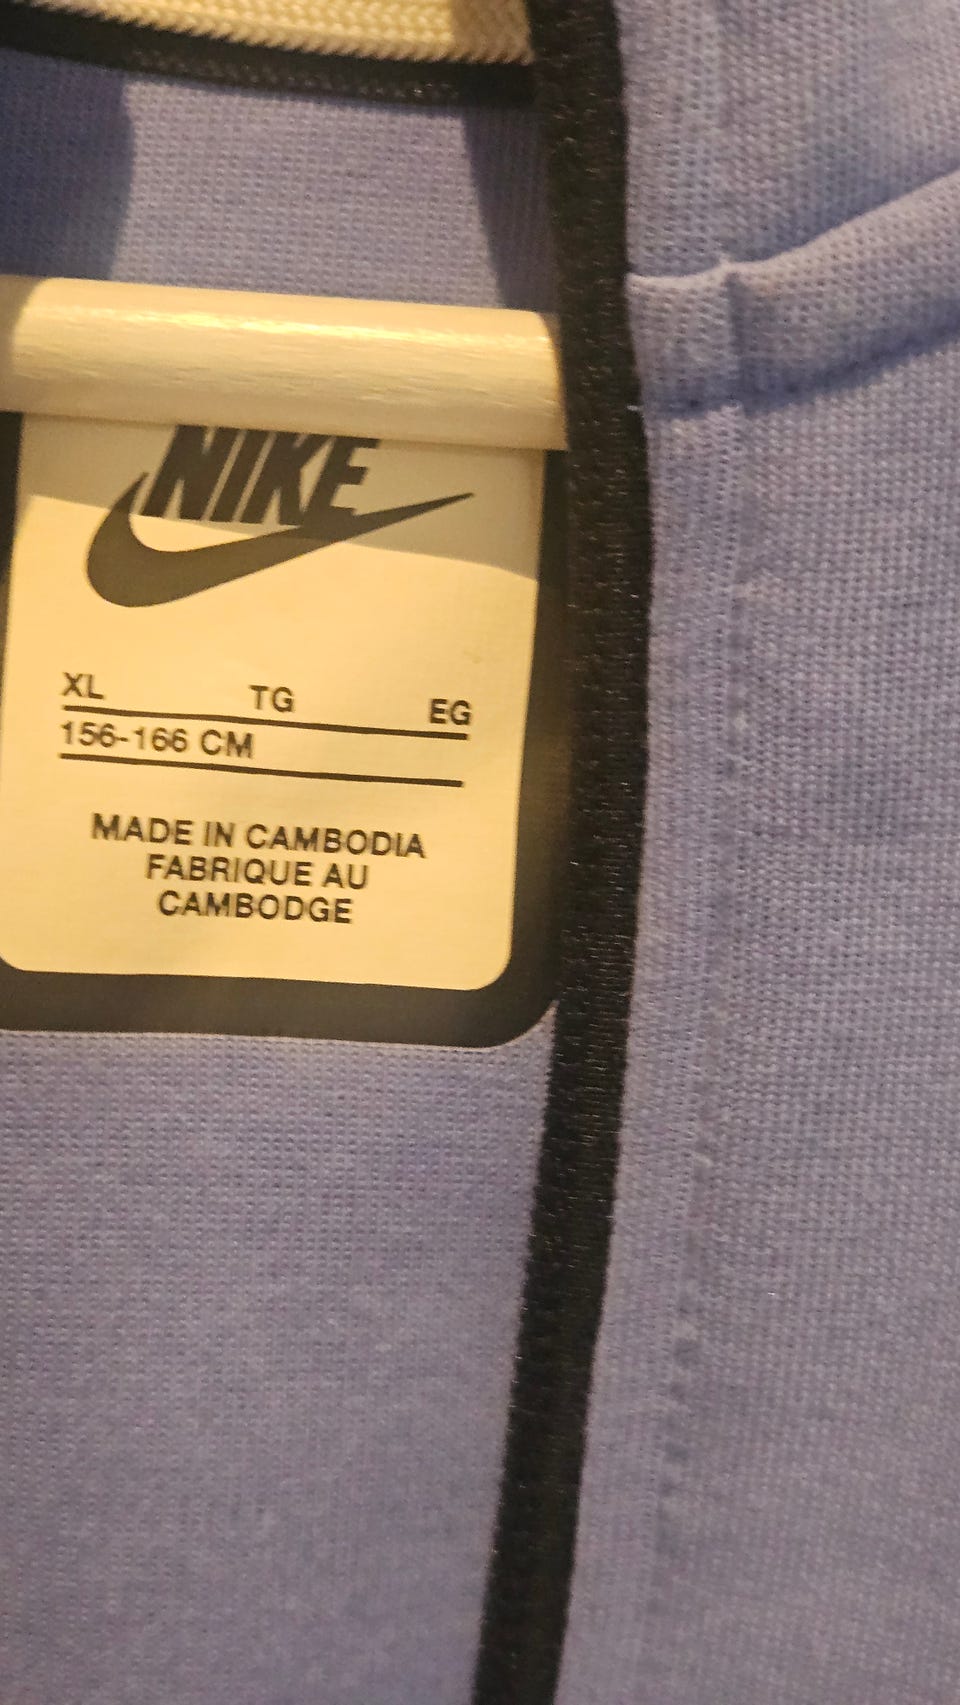 NIKE
XL TG EG
156-166 CM
MADE IN CAMBODIA
FABRIQUE AU
CAMBODGE